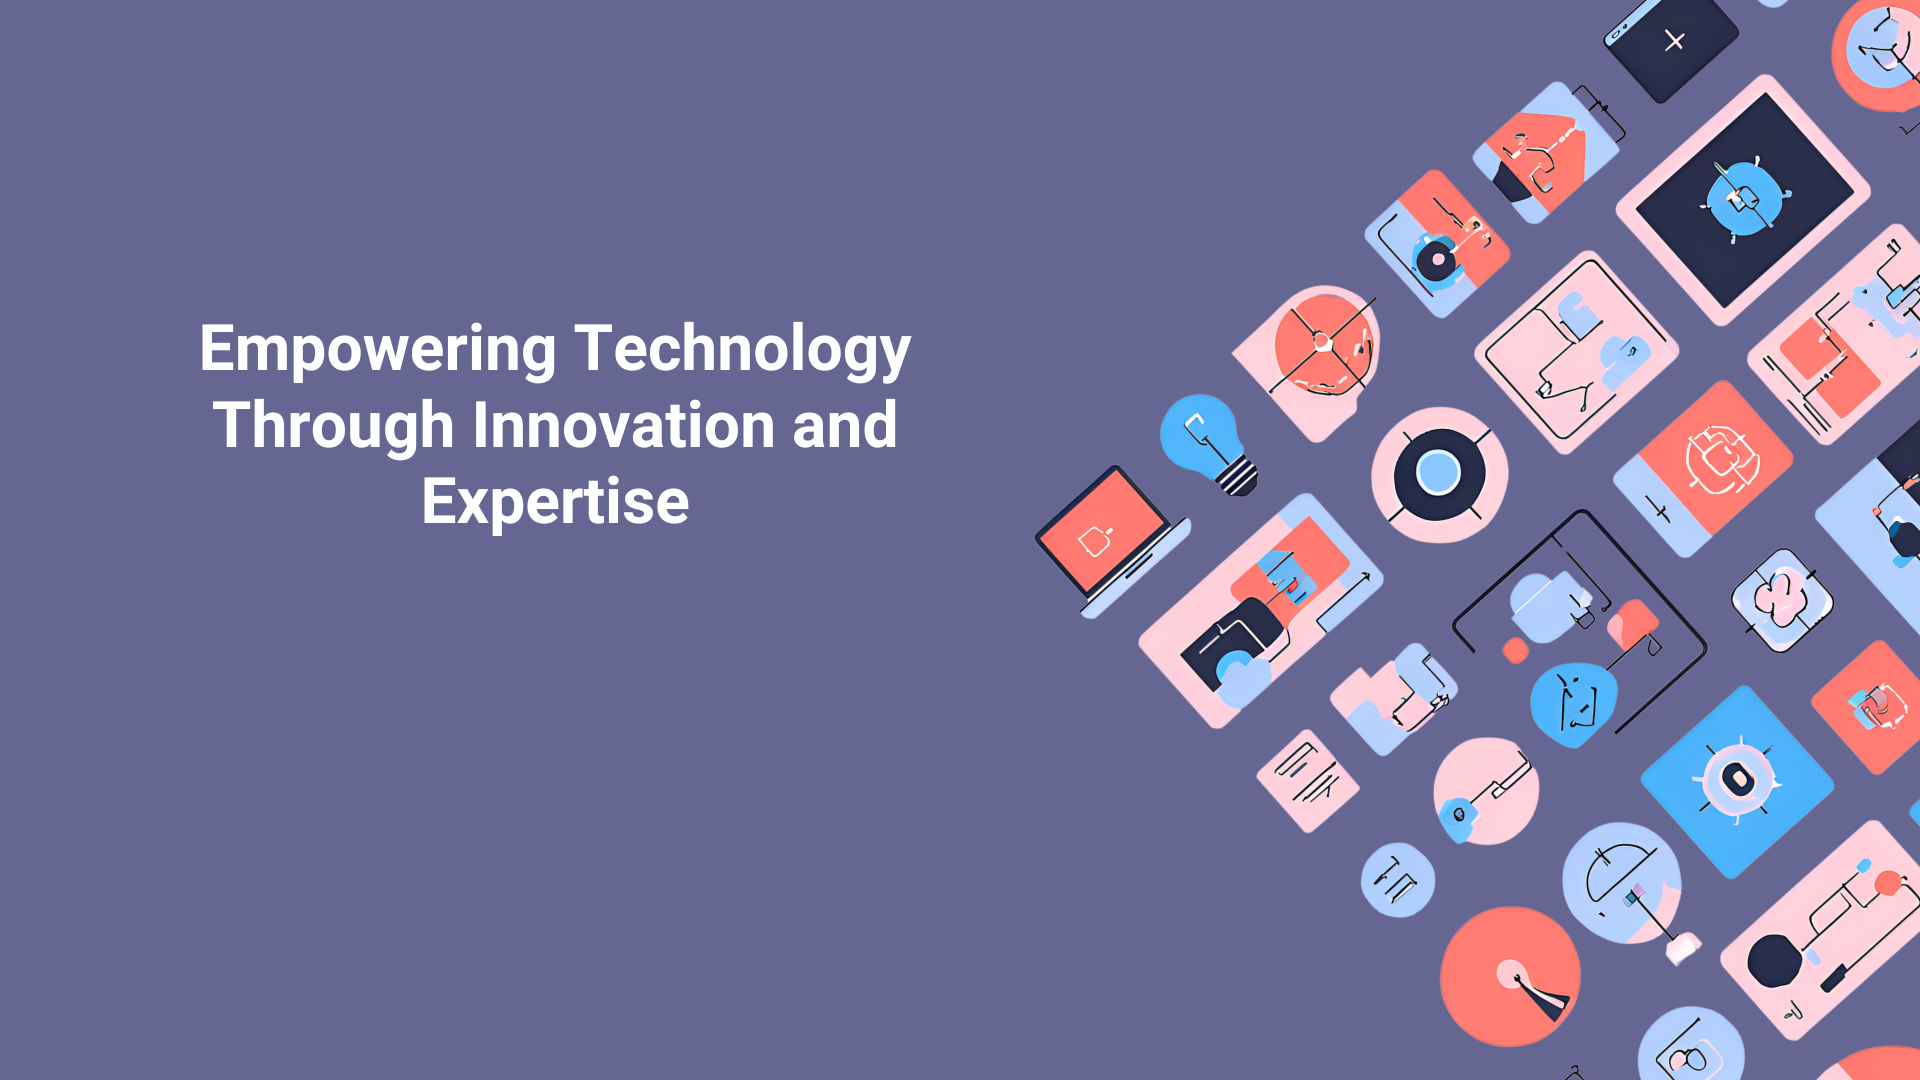 Empowering Technology
Through Innovation and
Expertise